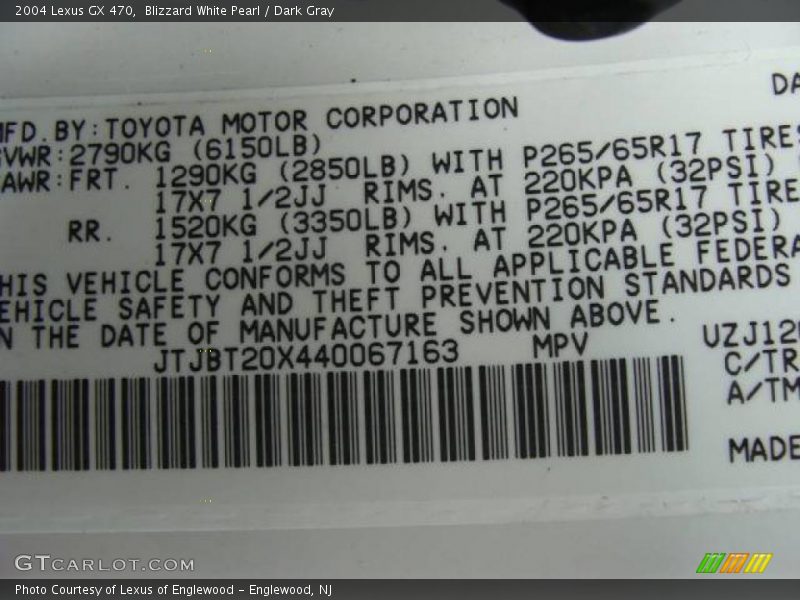 2004 Lexus GX 470, Blizzard White Pearl / Dark Gray
DA
MFD.BY:TOYOTA MOTOR CORPORATION
GVWR:2790KG (6150LB)
GAWR:FRT. 1290KG (2850LB) WITH P265/65R17 TIRES
17X7 1/2JJ RIMS. AT 220KPA (32PSI)
RR. 1520KG (3350LB) WITH P265/65R17 TIRE
17X7 1/2JJ RIMS. AT 220KPA (32PSI)
THIS VEHICLE CONFORMS TO ALL APPLICABLE FEDERA
VEHICLE SAFETY AND THEFT PREVENTION STANDARDS
ON THE DATE OF MANUFACTURE SHOWN ABOVE.
JTJBT20X440067163 MPV UZJ120
C/TR
A/TM
MADE
GTCARLOT.COM
Photo Courtesy of Lexus of Englewood – Englewood, NJ